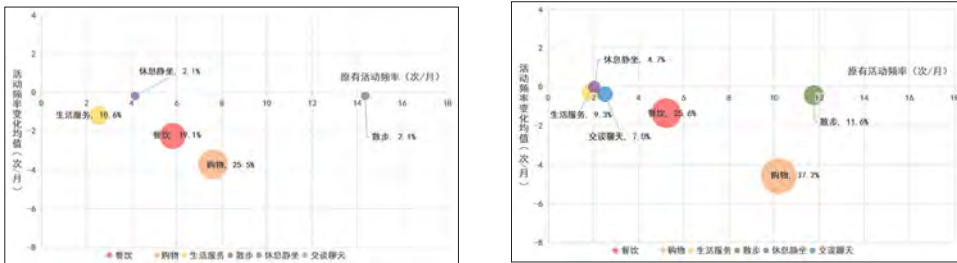 4
2
休息静坐, 2.1%
原有活动频率(次/月)
0
0 2 4 6 8 10 12 14 16 18
生活服务, 10.6%
餐饮, 19.1%
散步, 2.1%
-2
购物, 25.5%
-4
-6
-8
活动频率变化均值(次/月)
餐饮 购物 生活服务 散步 休息静坐 交谈聊天
4
2
休息静坐, 4.7%
原有活动频率(次/月)
0
0 2 4 6 8 10 12 14 16 18
生活服务, 9.3%
餐饮, 25.6%
散步, 11.6%
交谈聊天, 7.0%
-2
-4
购物, 37.2%
-6
-8
活动频率变化均值(次/月)
餐饮 购物 生活服务 散步 休息静坐 交谈聊天